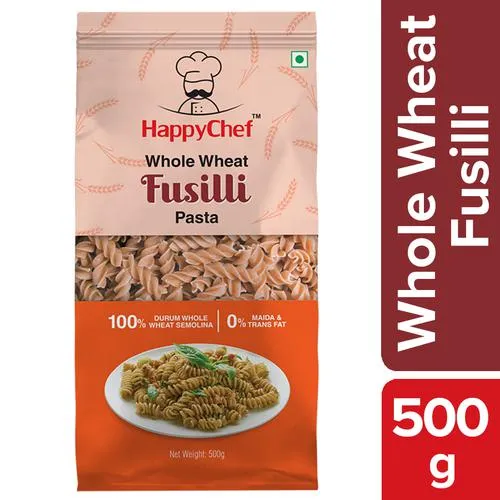 HappyChef™
Whole Wheat
Fusilli
Pasta
100% DURUM WHOLE
WHEAT SEMOLINA
0% MAIDA &
TRANS FAT
Net Weight: 500g
Whole Wheat
Fusilli
500
g